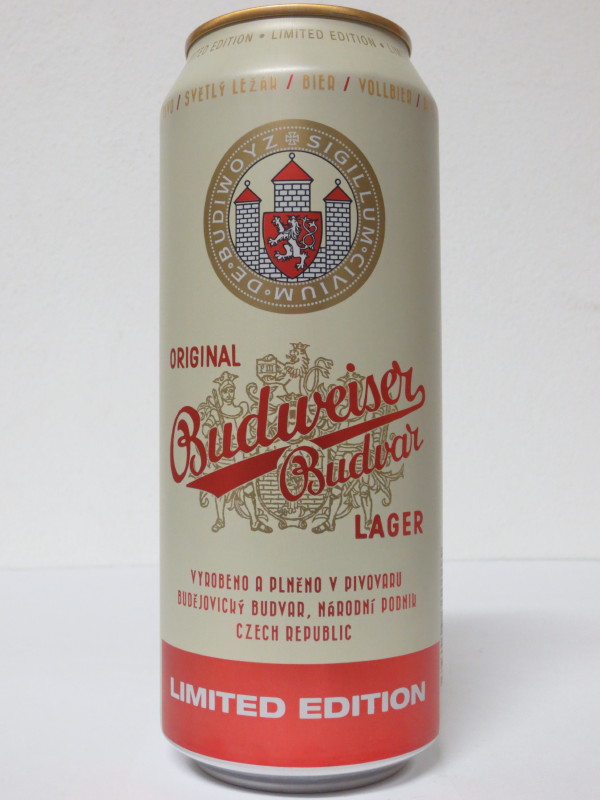 LIMITED EDITION • LIMITED EDITION •
/ SVĚTLÝ LEŽÁK / BIER / VOLLBIER /
SIGILLUM • CIVIUM • DE • BUDIWOYZ
ORIGINAL
Budweiser
Budvar
LAGER
VYROBENO A PLNĚNO V PIVOVARU
BUDĚJOVICKÝ BUDVAR, NÁRODNÍ PODNIK
CZECH REPUBLIC
LIMITED EDITION